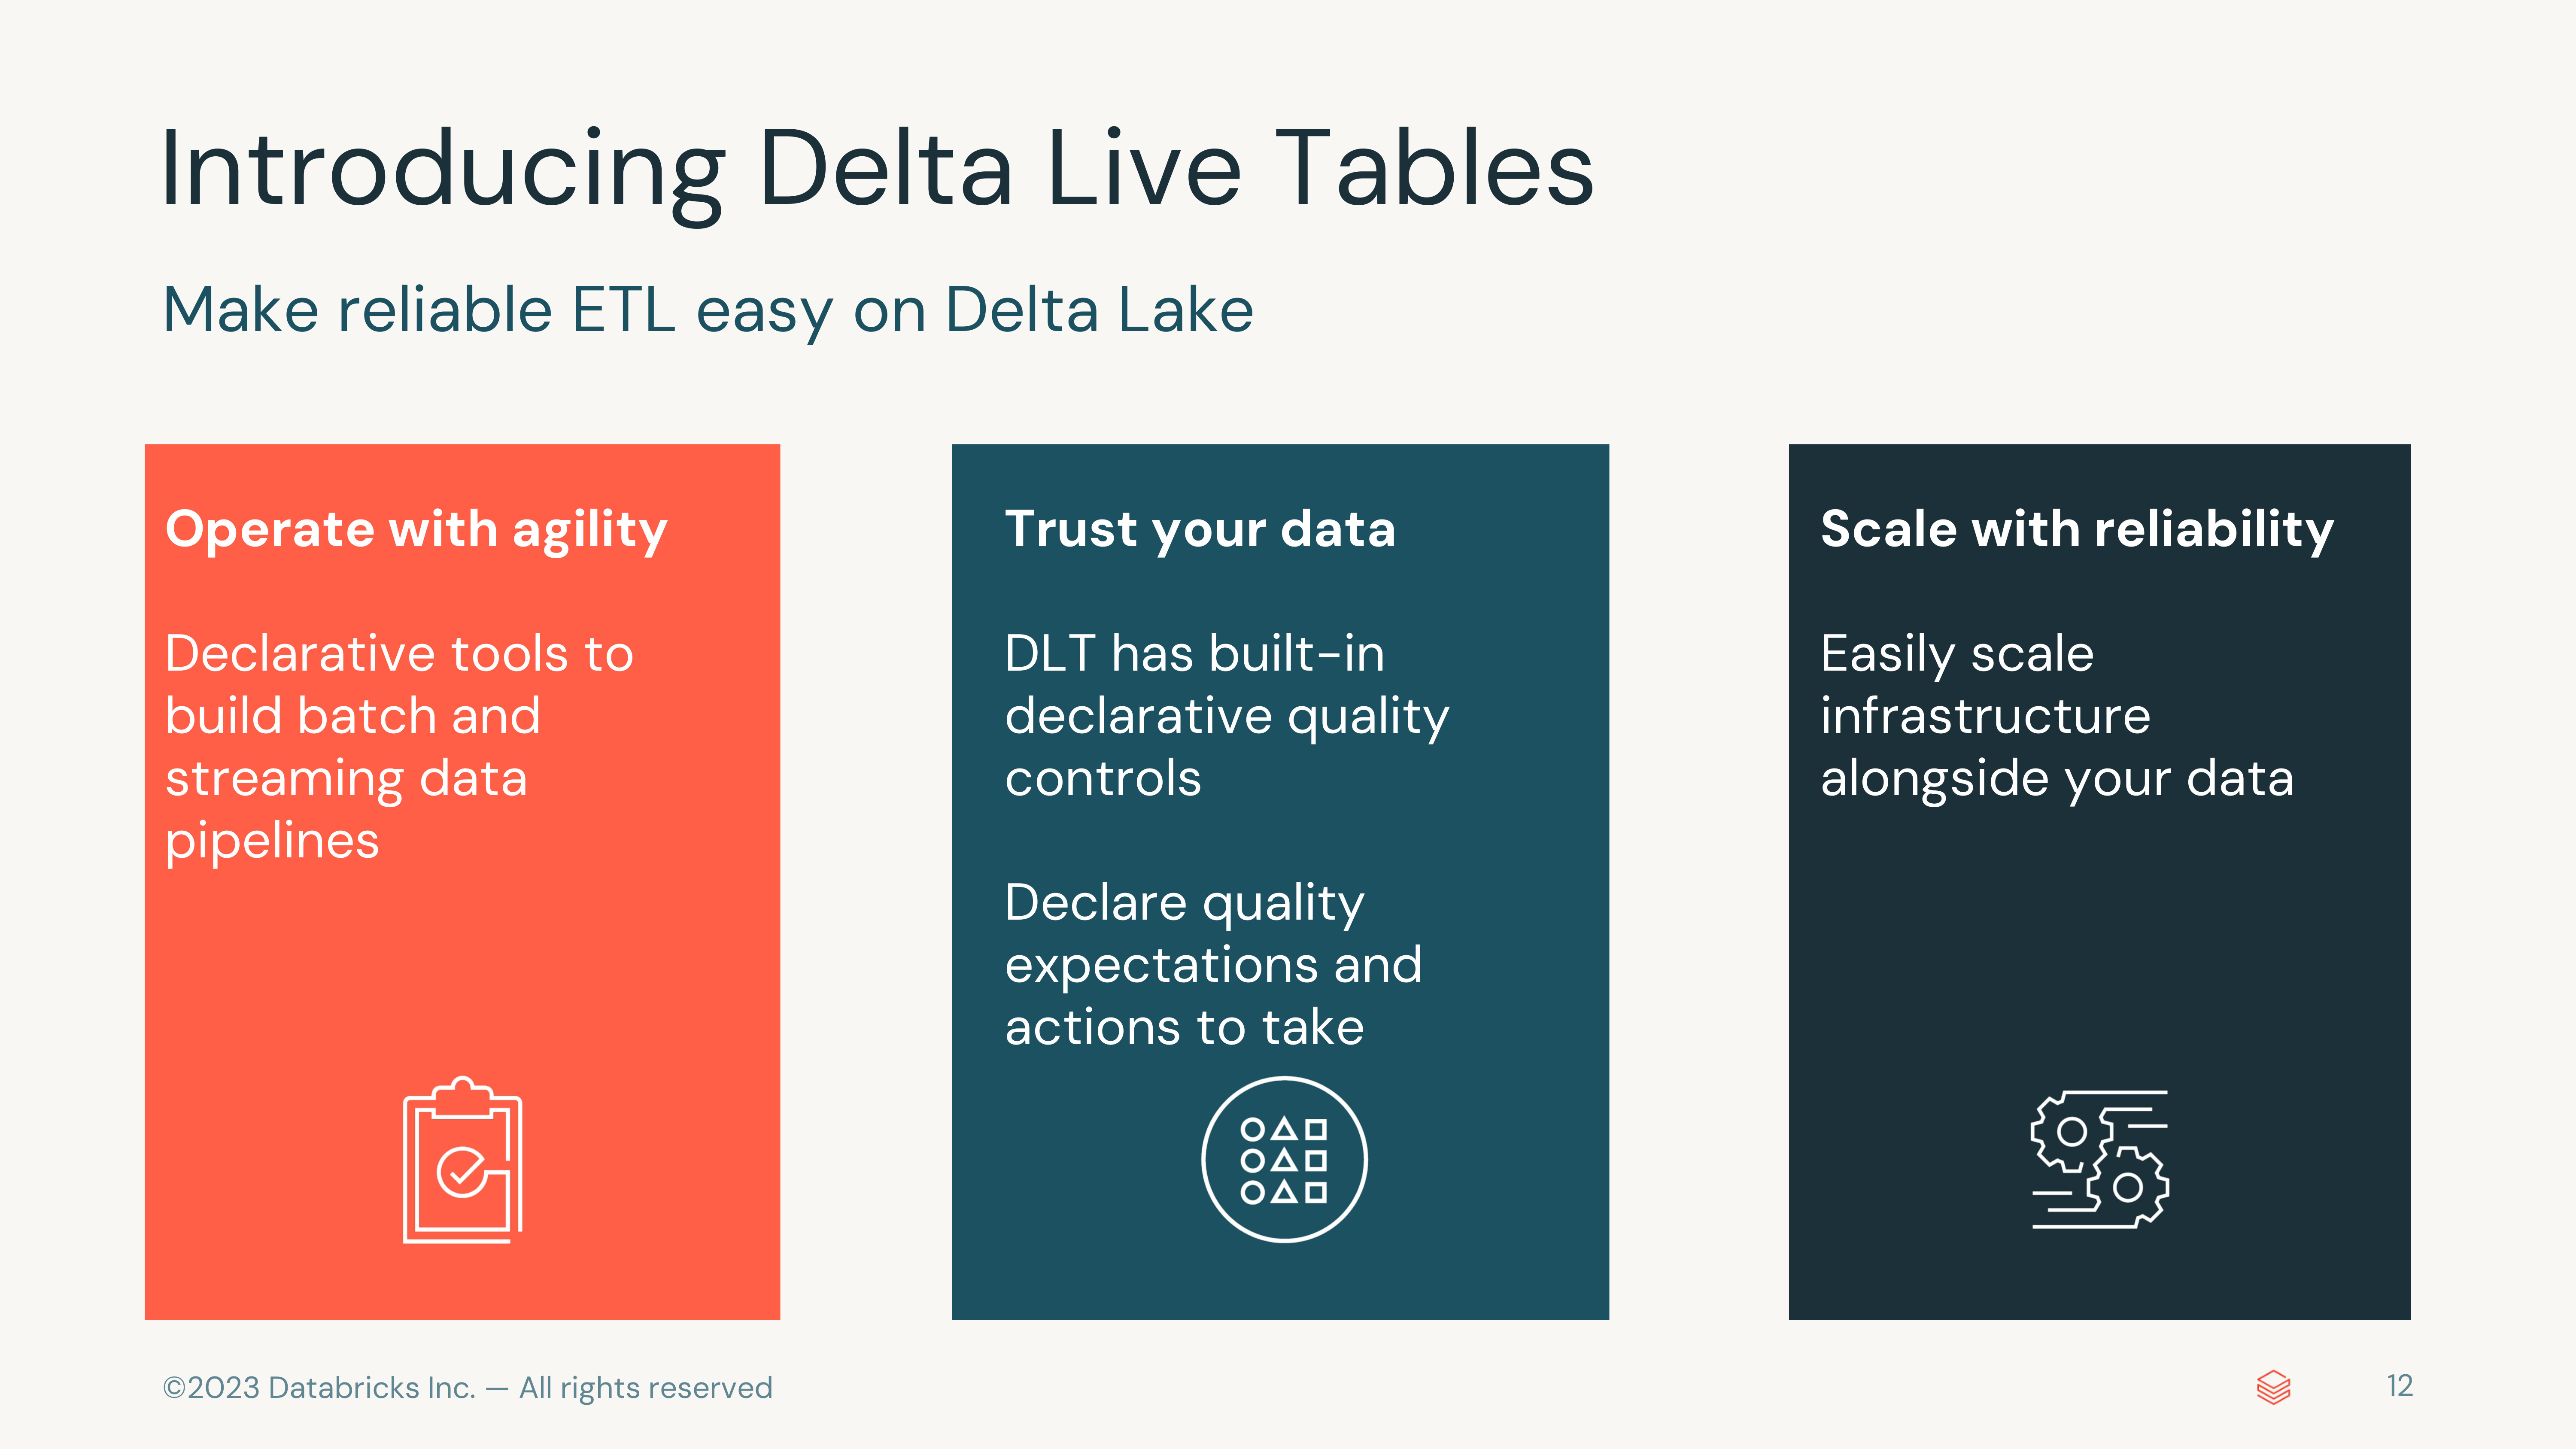 Introducing Delta Live Tables
Make reliable ETL easy on Delta Lake
Operate with agility
Declarative tools to
build batch and
streaming data
pipelines
Trust your data
DLT has built-in
declarative quality
controls
Declare quality
expectations and
actions to take
Scale with reliability
Easily scale
infrastructure
alongside your data
©2023 Databricks Inc. — All rights reserved
12